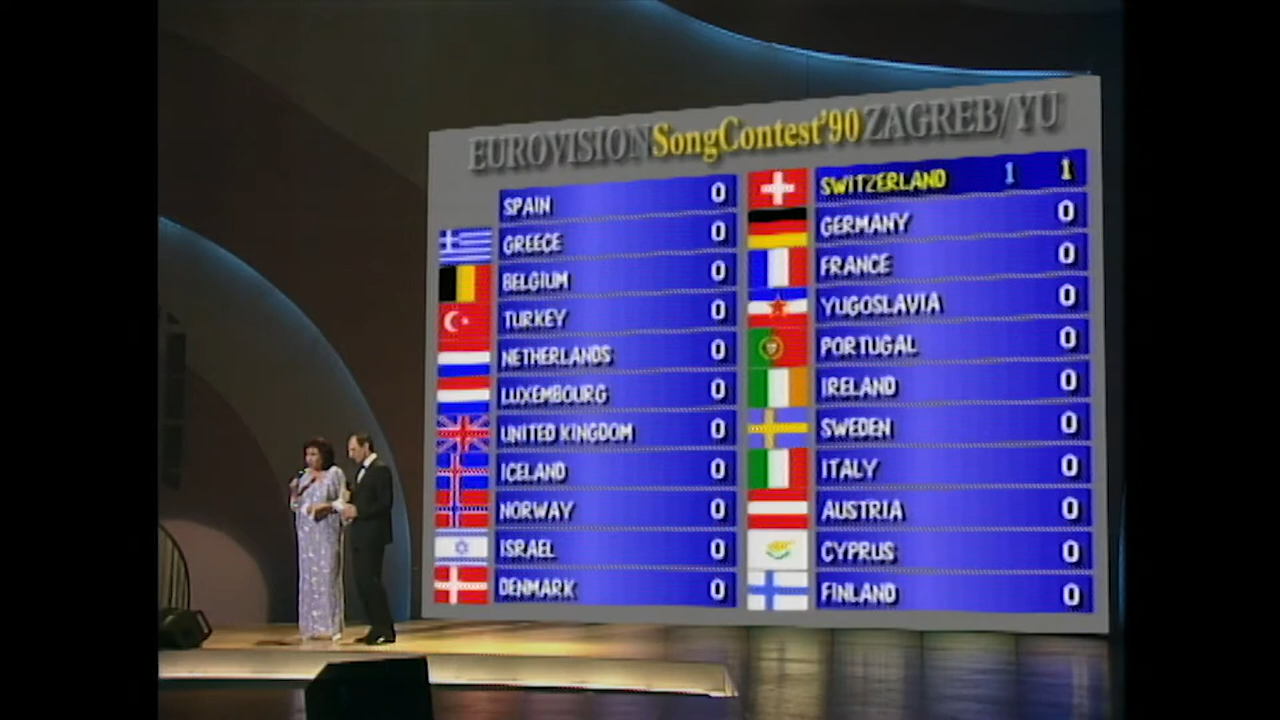 EUROVISION SongContest'90 ZAGREB/YU
SPAIN 0
GREECE 0
BELGIUM 0
TURKEY 0
NETHERLANDS 0
LUXEMBOURG 0
UNITED KINGDOM 0
ICELAND 0
NORWAY 0
ISRAEL 0
DENMARK 0
SWITZERLAND 1 1
GERMANY 0
FRANCE 0
YUGOSLAVIA 0
PORTUGAL 0
IRELAND 0
SWEDEN 0
ITALY 0
AUSTRIA 0
CYPRUS 0
FINLAND 0